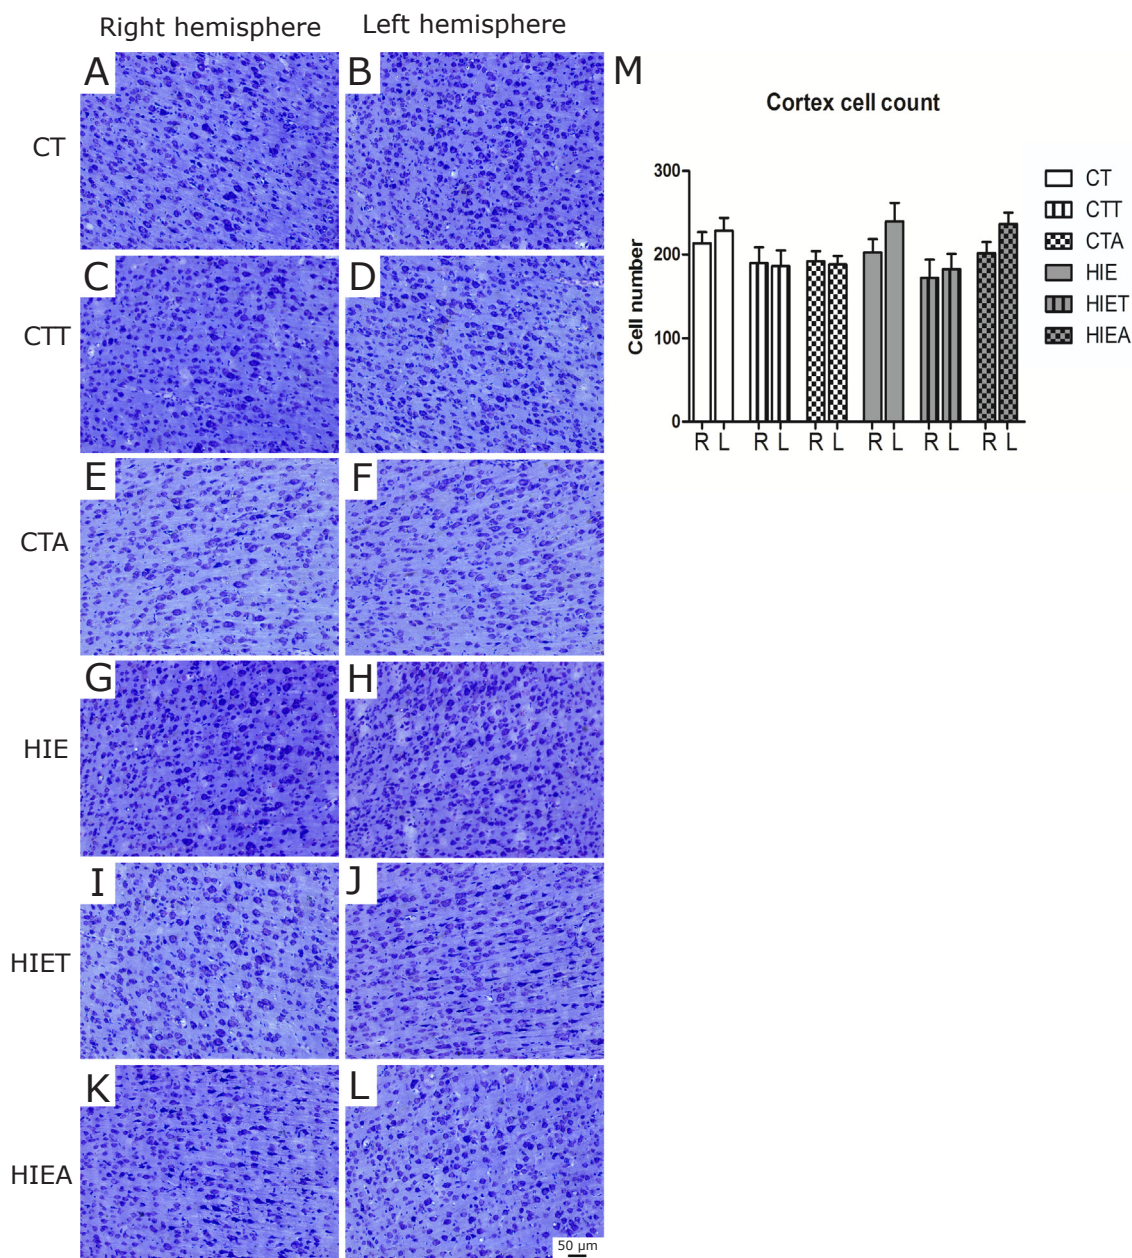 Right hemisphere Left hemisphere
A B M
Cortex cell count
CT
C D
CTT
E F
CTA
G H
HIE
I J
HIET
K L
HIEA
50 µm
Cell number
300
200
100
0
R L R L R L R L R L R L
CT
CTT
CTA
HIE
HIET
HIEA